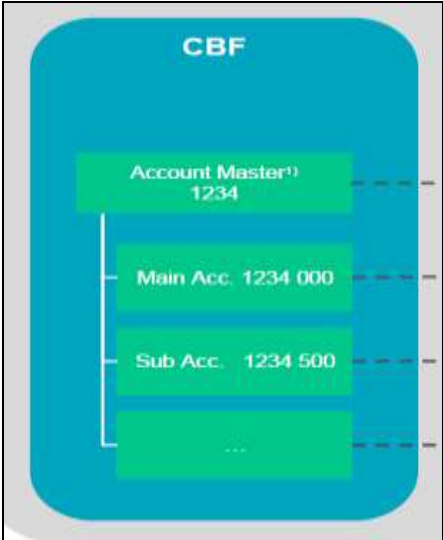 CBF
Account Master¹⁾
1234
Main Acc. 1234 000
Sub Acc. 1234 500
...